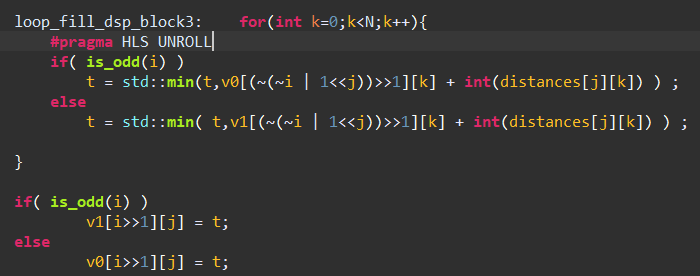 loop_fill_dsp_block3:    for(int k=0;k<N;k++){
    #pragma HLS UNROLL
    if( is_odd(i) )
        t = std::min(t,v0[(~(~i | 1<<j))>>1][k] + int(distances[j][k]) ) ;
    else
        t = std::min( t,v1[(~(~i | 1<<j))>>1][k] + int(distances[j][k]) ) ;
}
if( is_odd(i) )
        v1[i>>1][j] = t;
else
        v0[i>>1][j] = t;